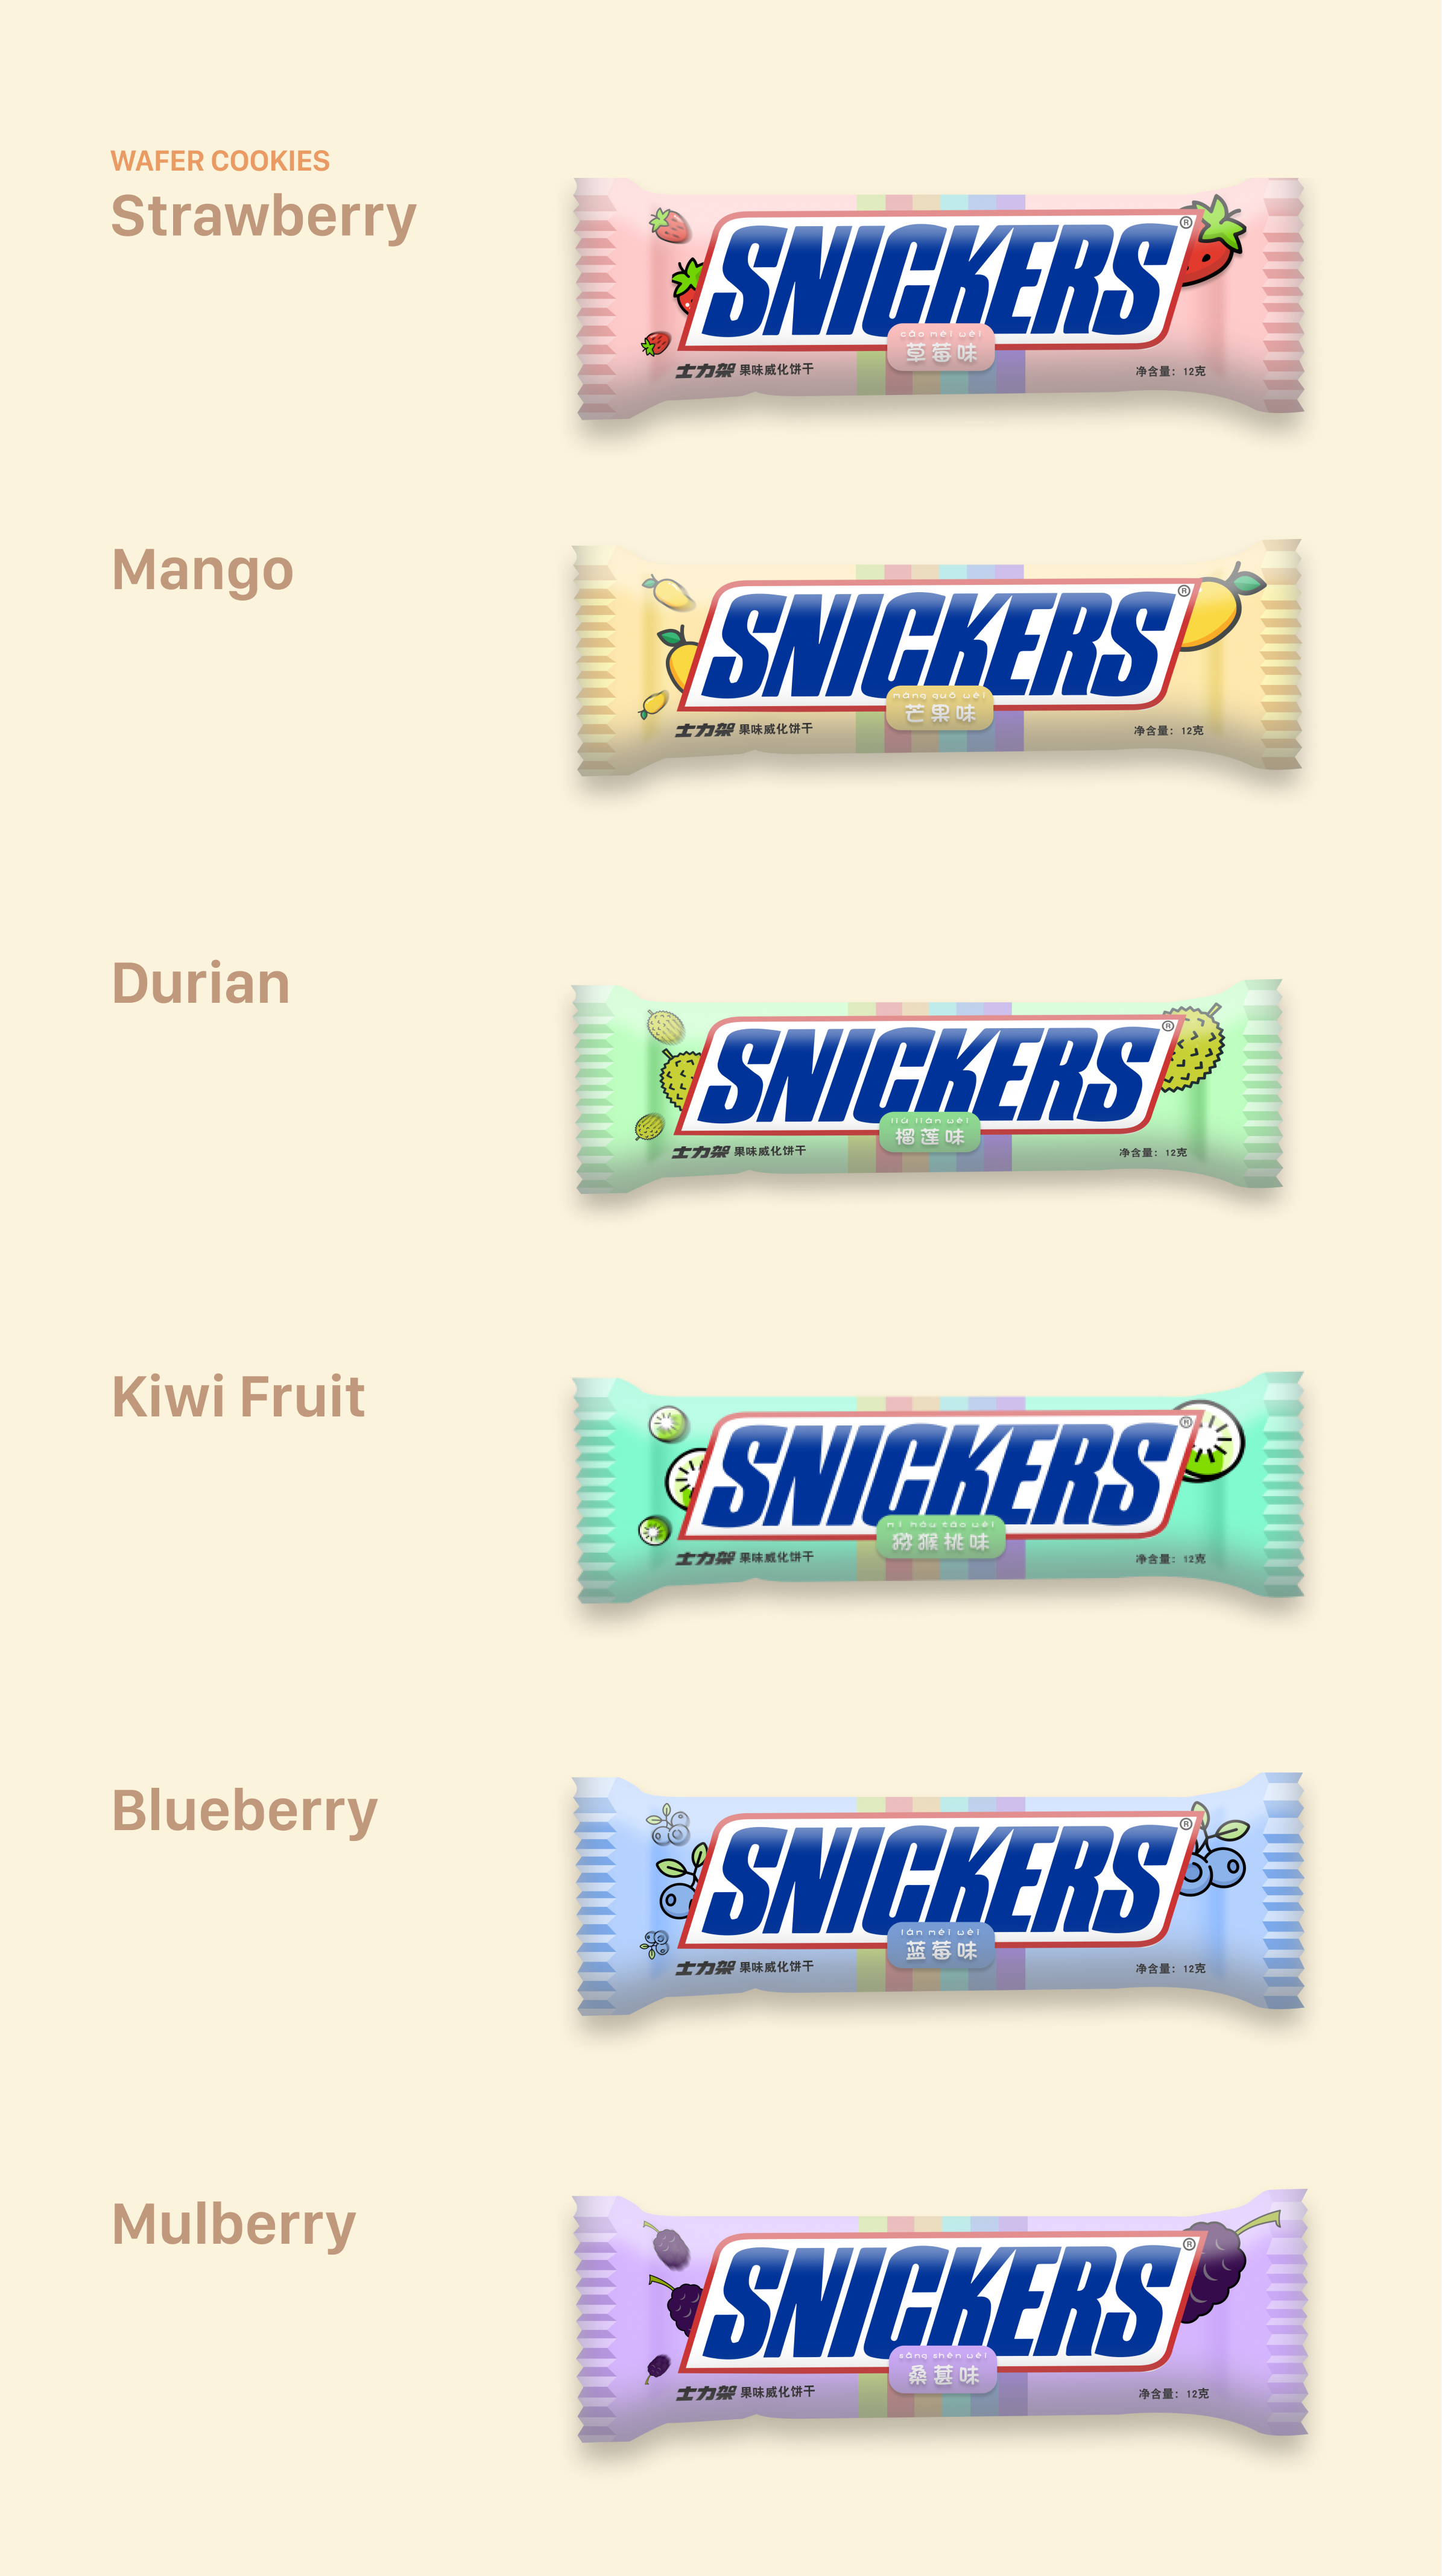 WAFER COOKIES
Strawberry
SNICKERS®
cǎo méi wèi
草莓味
士力架 果味威化饼干
净含量：12克
Mango
SNICKERS®
máng guǒ wèi
芒果味
士力架 果味威化饼干
净含量：12克
Durian
SNICKERS®
liú lián wèi
榴莲味
士力架 果味威化饼干
净含量：12克
Kiwi Fruit
SNICKERS®
mí hóu táo wèi
猕猴桃味
士力架 果味威化饼干
净含量：12克
Blueberry
SNICKERS®
lán méi wèi
蓝莓味
士力架 果味威化饼干
净含量：12克
Mulberry
SNICKERS®
sāng shèn wèi
桑葚味
士力架 果味威化饼干
净含量：12克